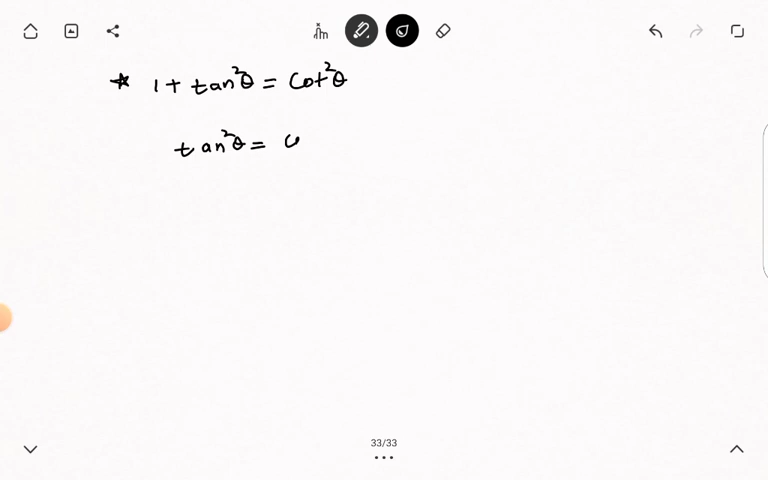 * 1 + tan²θ = Cot²θ
tan²θ = c
33/33